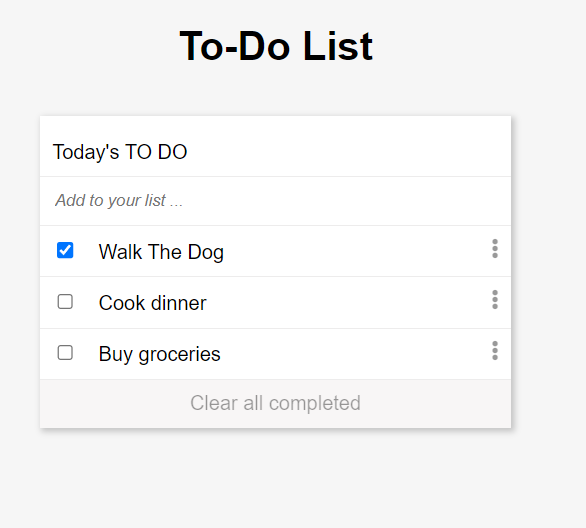 To-Do List
Today's TO DO
Add to your list ...
Walk The Dog
Cook dinner
Buy groceries
Clear all completed